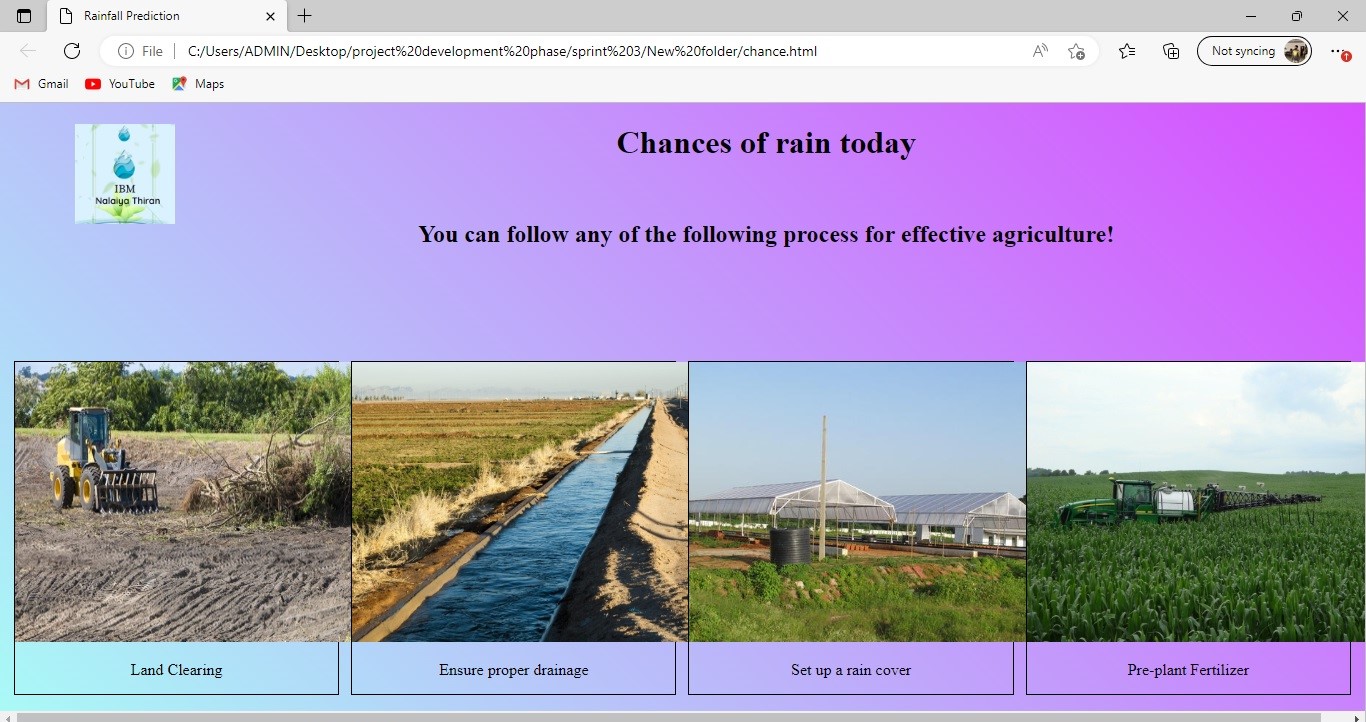 Rainfall Prediction
File
C:/Users/ADMIN/Desktop/project%20development%20phase/sprint%203/New%20folder/chance.html
Not syncing
Gmail
YouTube
Maps
IBM
Nalaiya Thiran
Chances of rain today
You can follow any of the following process for effective agriculture!
Land Clearing
Ensure proper drainage
Set up a rain cover
Pre-plant Fertilizer